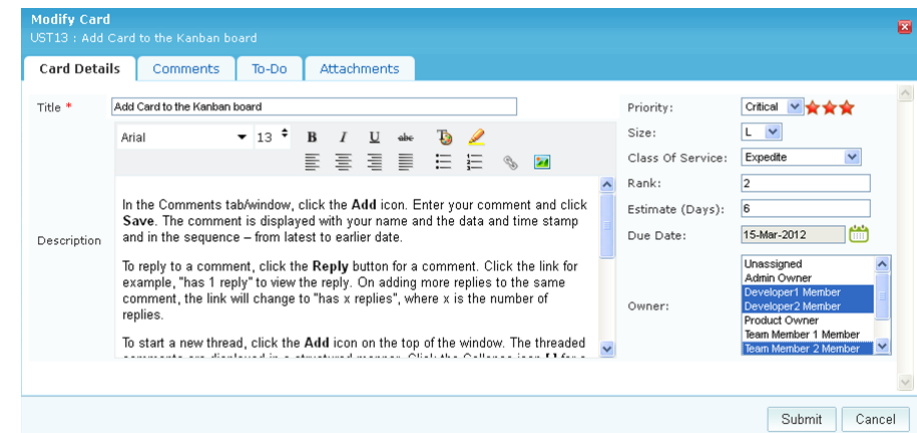 Modify Card
UST13 : Add Card to the Kanban board
Card Details Comments To-Do Attachments
Title * Add Card to the Kanban board
Arial 13 B I U abc
Description
In the Comments tab/window, click the Add icon. Enter your comment and click
Save. The comment is displayed with your name and the data and time stamp
and in the sequence – from latest to earlier date.
To reply to a comment, click the Reply button for a comment. Click the link for
example, "has 1 reply" to view the reply. On adding more replies to the same
comment, the link will change to "has x replies", where x is the number of
replies.
To start a new thread, click the Add icon on the top of the window. The threaded
Priority: Critical
Size: L
Class Of Service: Expedite
Rank: 2
Estimate (Days): 6
Due Date: 15-Mar-2012
Owner:
Unassigned
Admin Owner
Developer1 Member
Developer2 Member
Product Owner
Team Member 1 Member
Team Member 2 Member
Submit Cancel